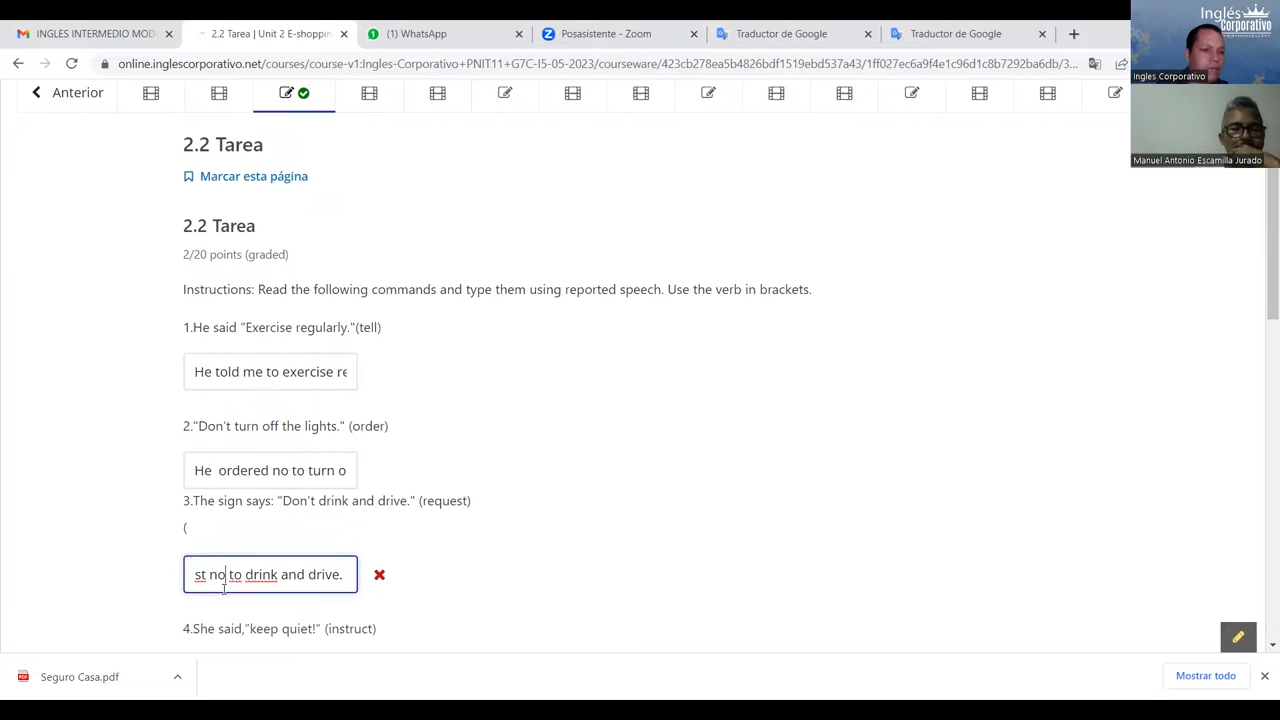 INGLES INTERMEDIO MOD
2.2 Tarea | Unit 2 E-shoppin
(1) WhatsApp
Posasistente - Zoom
Traductor de Google
Traductor de Google
online.inglescorporativo.net/courses/course-v1:Ingles-Corporativo+PNIT11+G7C-I5-05-2023/courseware/423cb278ea5b4826bdf1519ebd537a43/1ff027ec6a9f4e1c96d1c8b7292ba6db/3...
Inglés
Corporativo
Ingles Corporativo
Manuel Antonio Escamilla Jurado
Anterior
2.2 Tarea
Marcar esta página
2.2 Tarea
2/20 points (graded)
Instructions: Read the following commands and type them using reported speech. Use the verb in brackets.
1.He said "Exercise regularly."(tell)
He told me to exercise re
2."Don't turn off the lights." (order)
He  ordered no to turn o
3.The sign says: "Don't drink and drive." (request)
(
st no to drink and drive.
4.She said,"keep quiet!" (instruct)
Seguro Casa.pdf
Mostrar todo